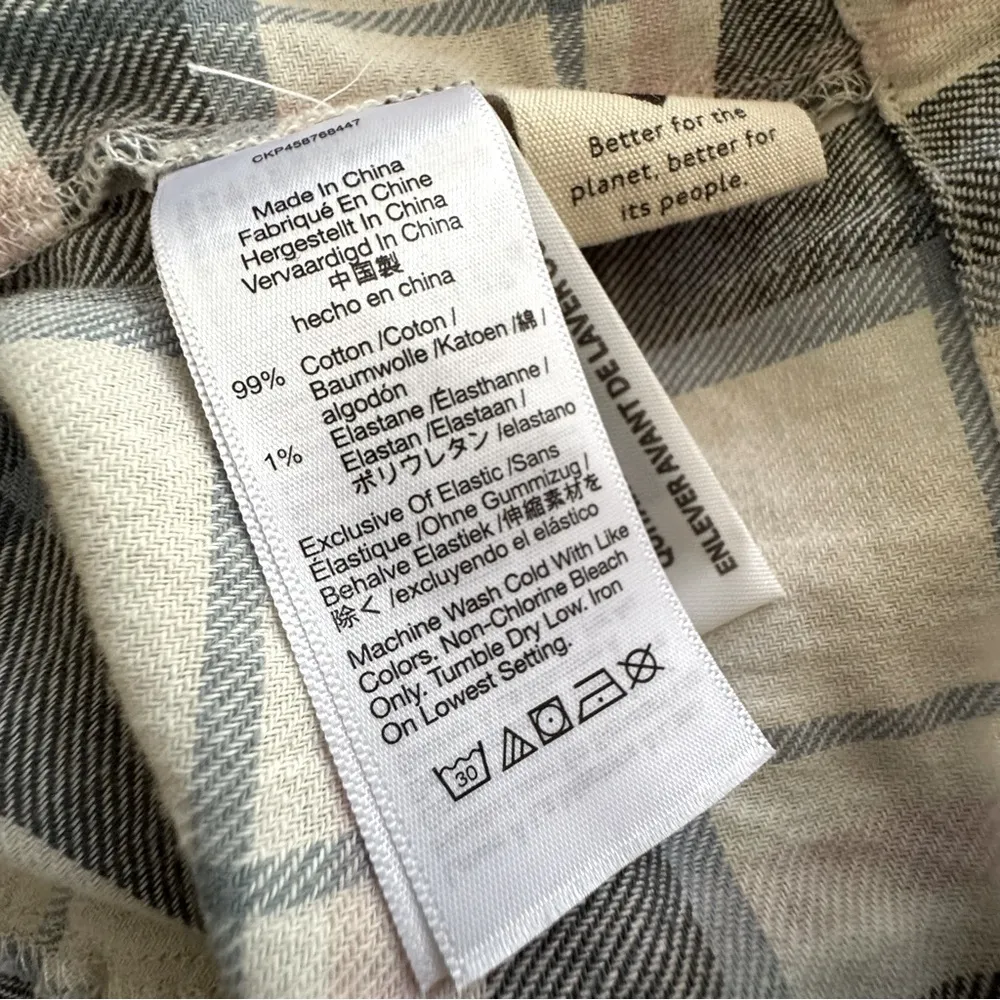 CKP458768447
Made In China
Fabriqué En Chine
Hergestellt In China
Vervaardigd In China
中国製
hecho en china
99% Cotton /Coton /
Baumwolle /Katoen /綿 /
algodón
1% Elastane /Élasthanne /
Elastan /Elastaan /
ポリウレタン /elastano
Exclusive Of Elastic /Sans
Élastique /Ohne Gummizug /
Behalve Elastiek /伸縮素材を
除く /excluyendo el elástico
Machine Wash Cold With Like
Colors, Non-Chlorine Bleach
Only. Tumble Dry Low. Iron
On Lowest Setting.
30
Better for the
planet, better for
its people.
ENLEVER AVANT DE LAVER